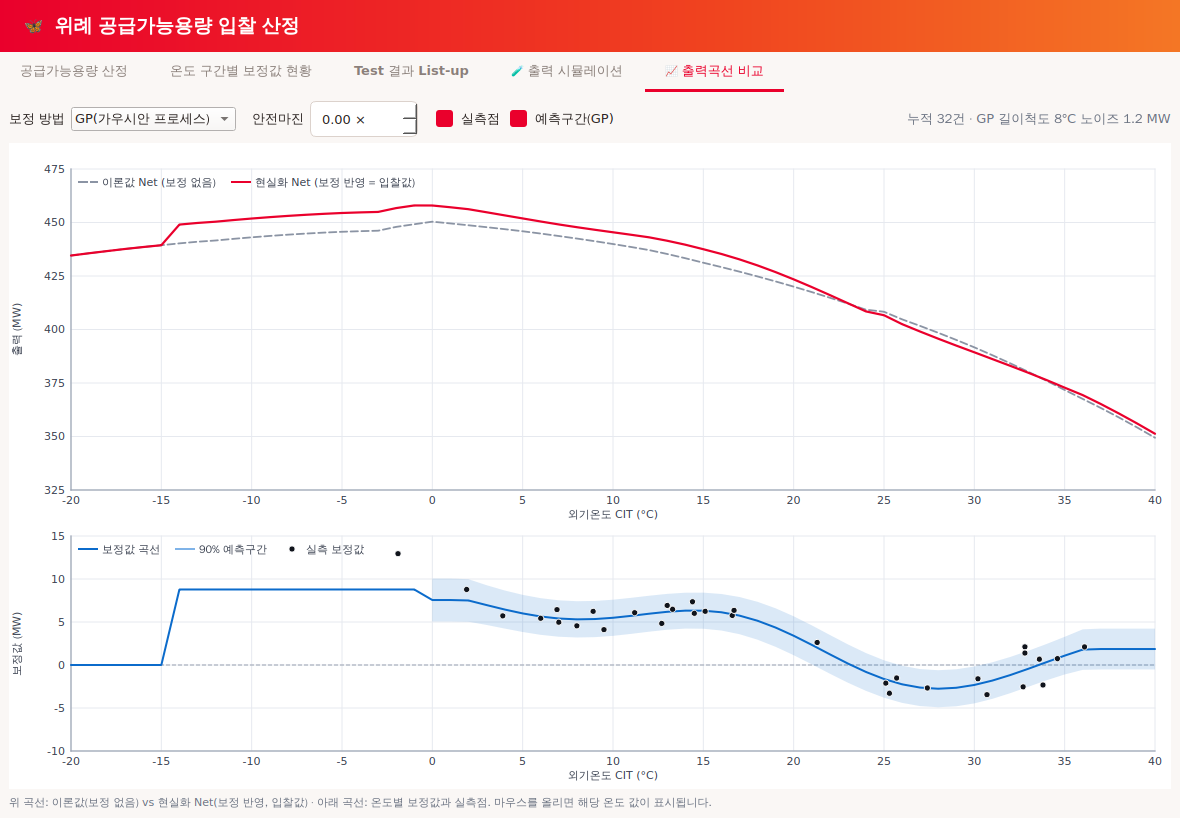 🦋 위례 공급가능용량 입찰 산정
공급가능용량 산정 온도 구간별 보정값 현황 Test 결과 List-up 🧪 출력 시뮬레이션 📈 출력곡선 비교
보정 방법 GP(가우시안 프로세스) 안전마진 0.00 × 실측점 예측구간(GP) 누적 32건 · GP 길이척도 8°C 노이즈 1.2 MW
이론값 Net (보정 없음) 현실화 Net (보정 반영 = 입찰값)
475
450
425
400
375
350
325
출력 (MW)
-20 -15 -10 -5 0 5 10 15 20 25 30 35 40
외기온도 CIT (°C)
보정값 곡선 90% 예측구간 실측 보정값
15
10
5
0
-5
-10
보정값 (MW)
-20 -15 -10 -5 0 5 10 15 20 25 30 35 40
외기온도 CIT (°C)
위 곡선: 이론값(보정 없음) vs 현실화 Net(보정 반영, 입찰값) · 아래 곡선: 온도별 보정값과 실측점. 마우스를 올리면 해당 온도 값이 표시됩니다.